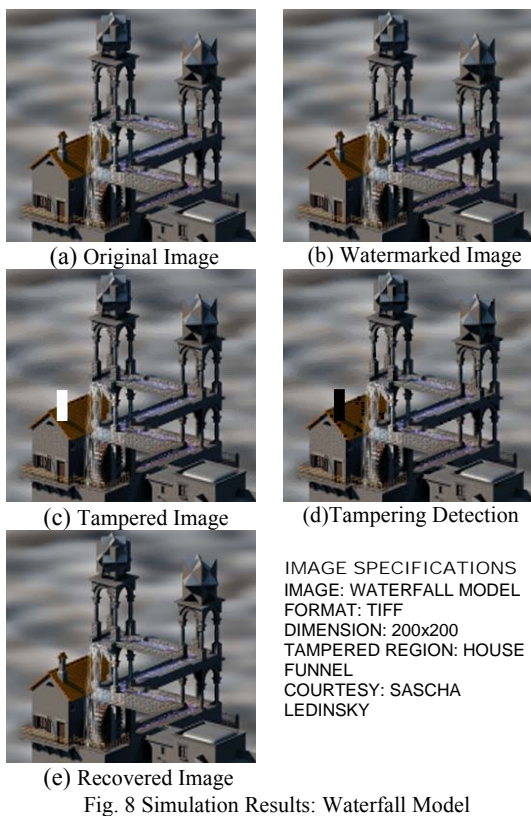 (a) Original Image
(b) Watermarked Image
(c) Tampered Image
(d)Tampering Detection
IMAGE SPECIFICATIONS
IMAGE: WATERFALL MODEL
FORMAT: TIFF
DIMENSION: 200x200
TAMPERED REGION: HOUSE
FUNNEL
COURTESY: SASCHA
LEDINSKY
(e) Recovered Image
Fig. 8 Simulation Results: Waterfall Model